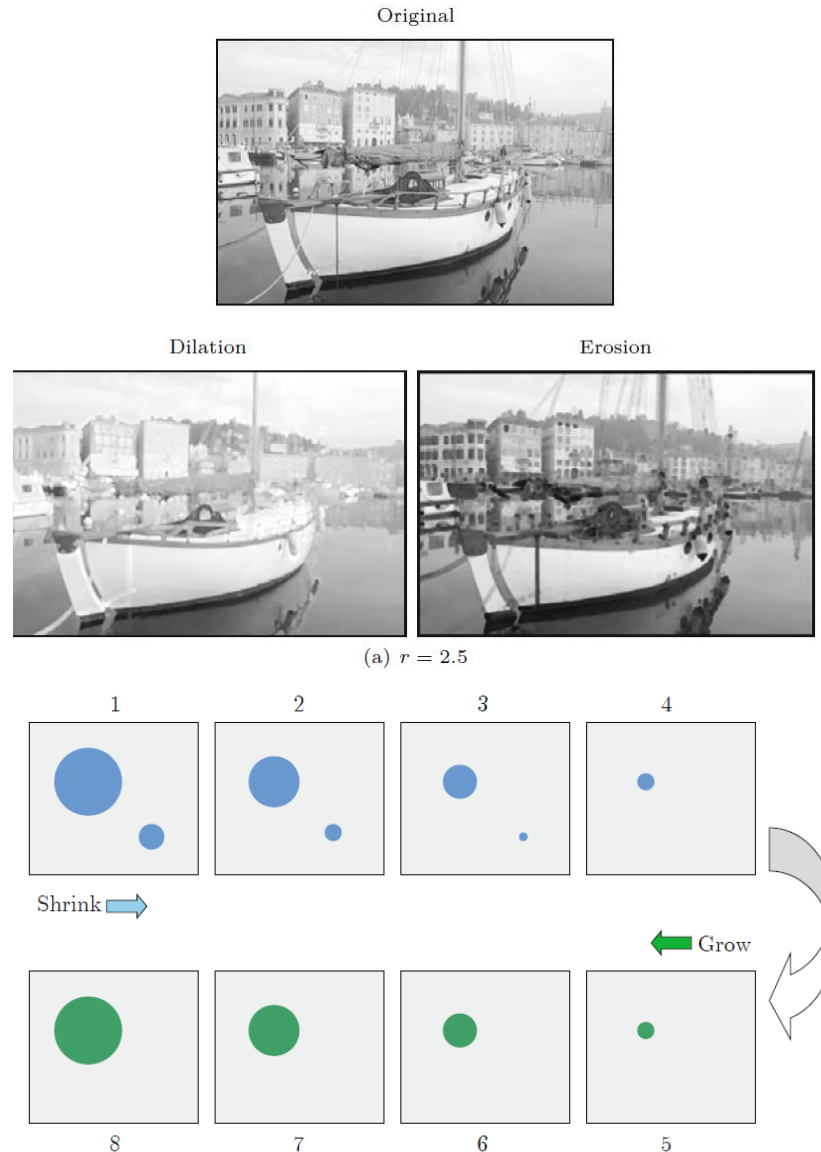 Original
Dilation Erosion
(a) r = 2.5
1 2 3 4
Shrink
Grow
8 7 6 5